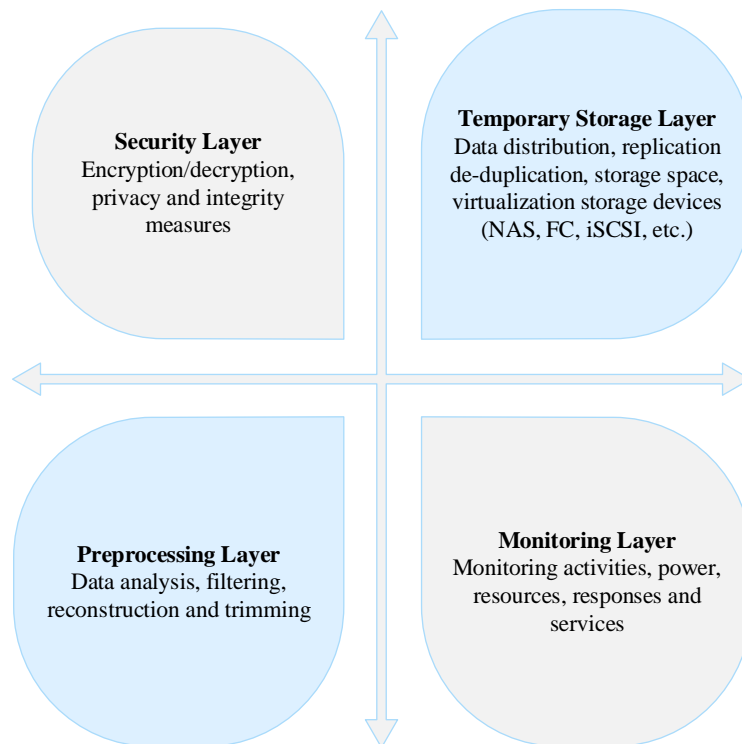 Security Layer
Encryption/decryption,
privacy and integrity
measures
Temporary Storage Layer
Data distribution, replication
de-duplication, storage space,
virtualization storage devices
(NAS, FC, iSCSI, etc.)
Preprocessing Layer
Data analysis, filtering,
reconstruction and trimming
Monitoring Layer
Monitoring activities, power,
resources, responses and
services